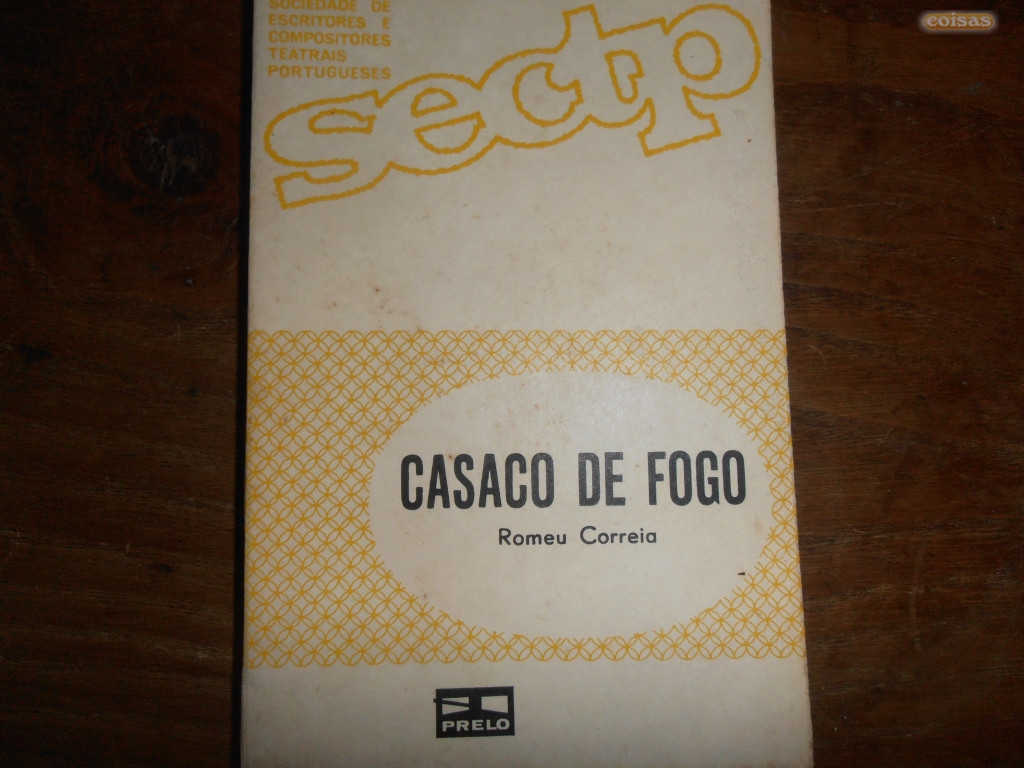 SOCIEDADE DE
ESCRITORES E
COMPOSITORES
TEATRAIS
PORTUGUESES
sectp
CASACO DE FOGO
Romeu Correia
PRELO
coisas